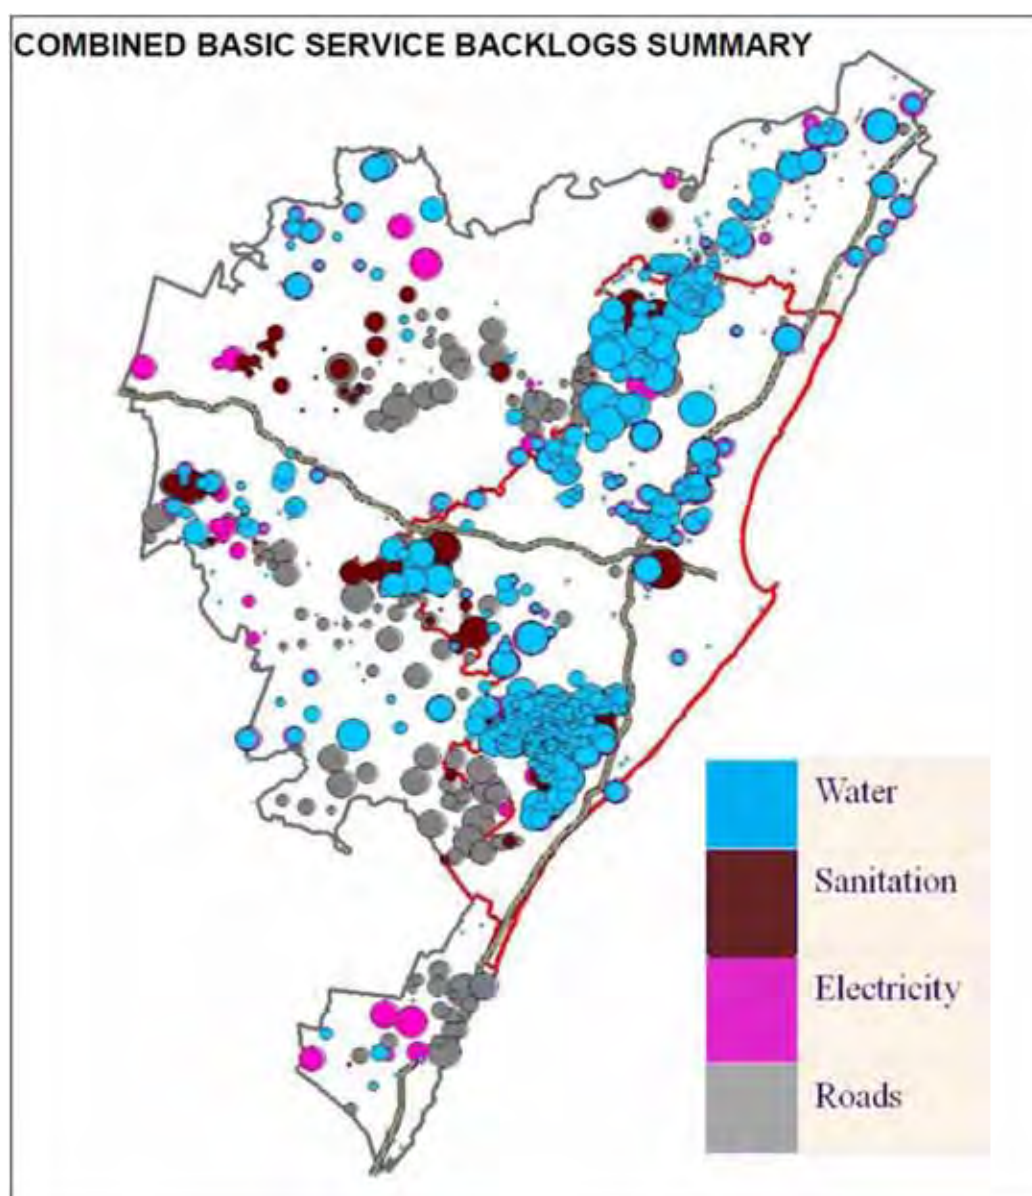 COMBINED BASIC SERVICE BACKLOGS SUMMARY
Water
Sanitation
Electricity
Roads